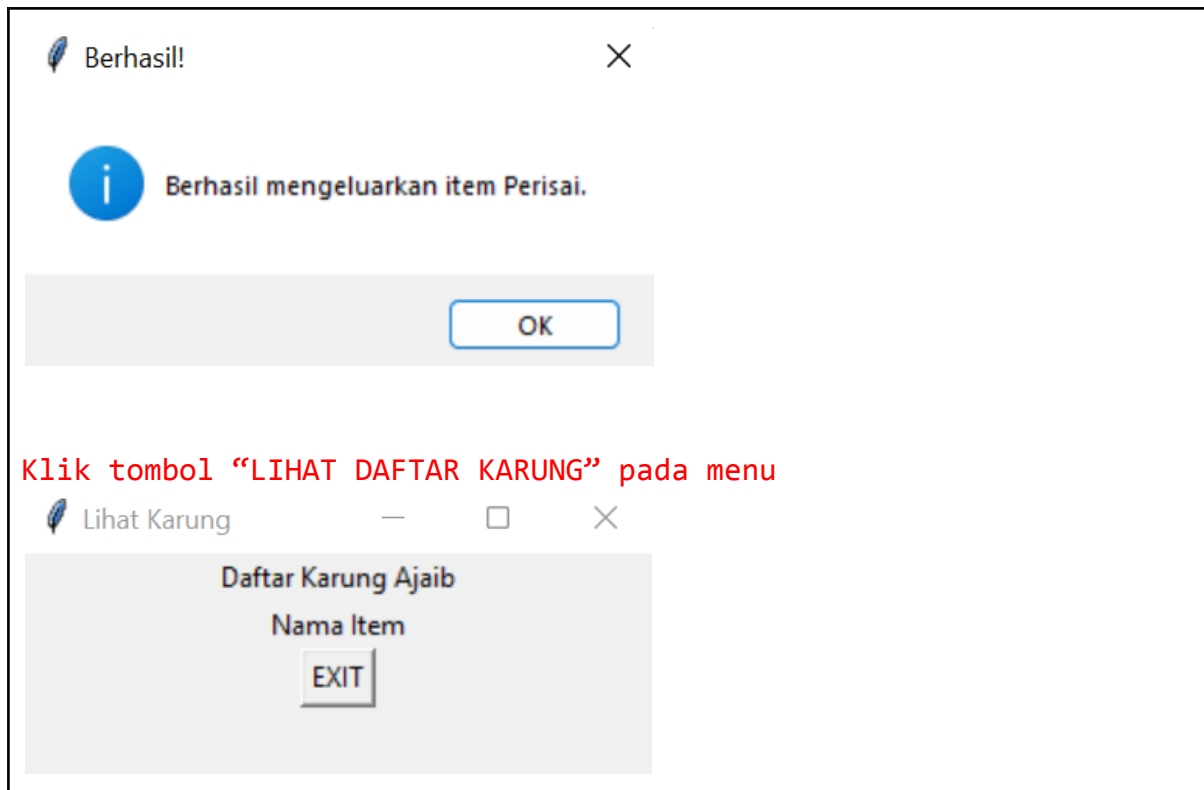 Berhasil!
Berhasil mengeluarkan item Perisai.
OK
Klik tombol “LIHAT DAFTAR KARUNG” pada menu
Lihat Karung
Daftar Karung Ajaib
Nama Item
EXIT